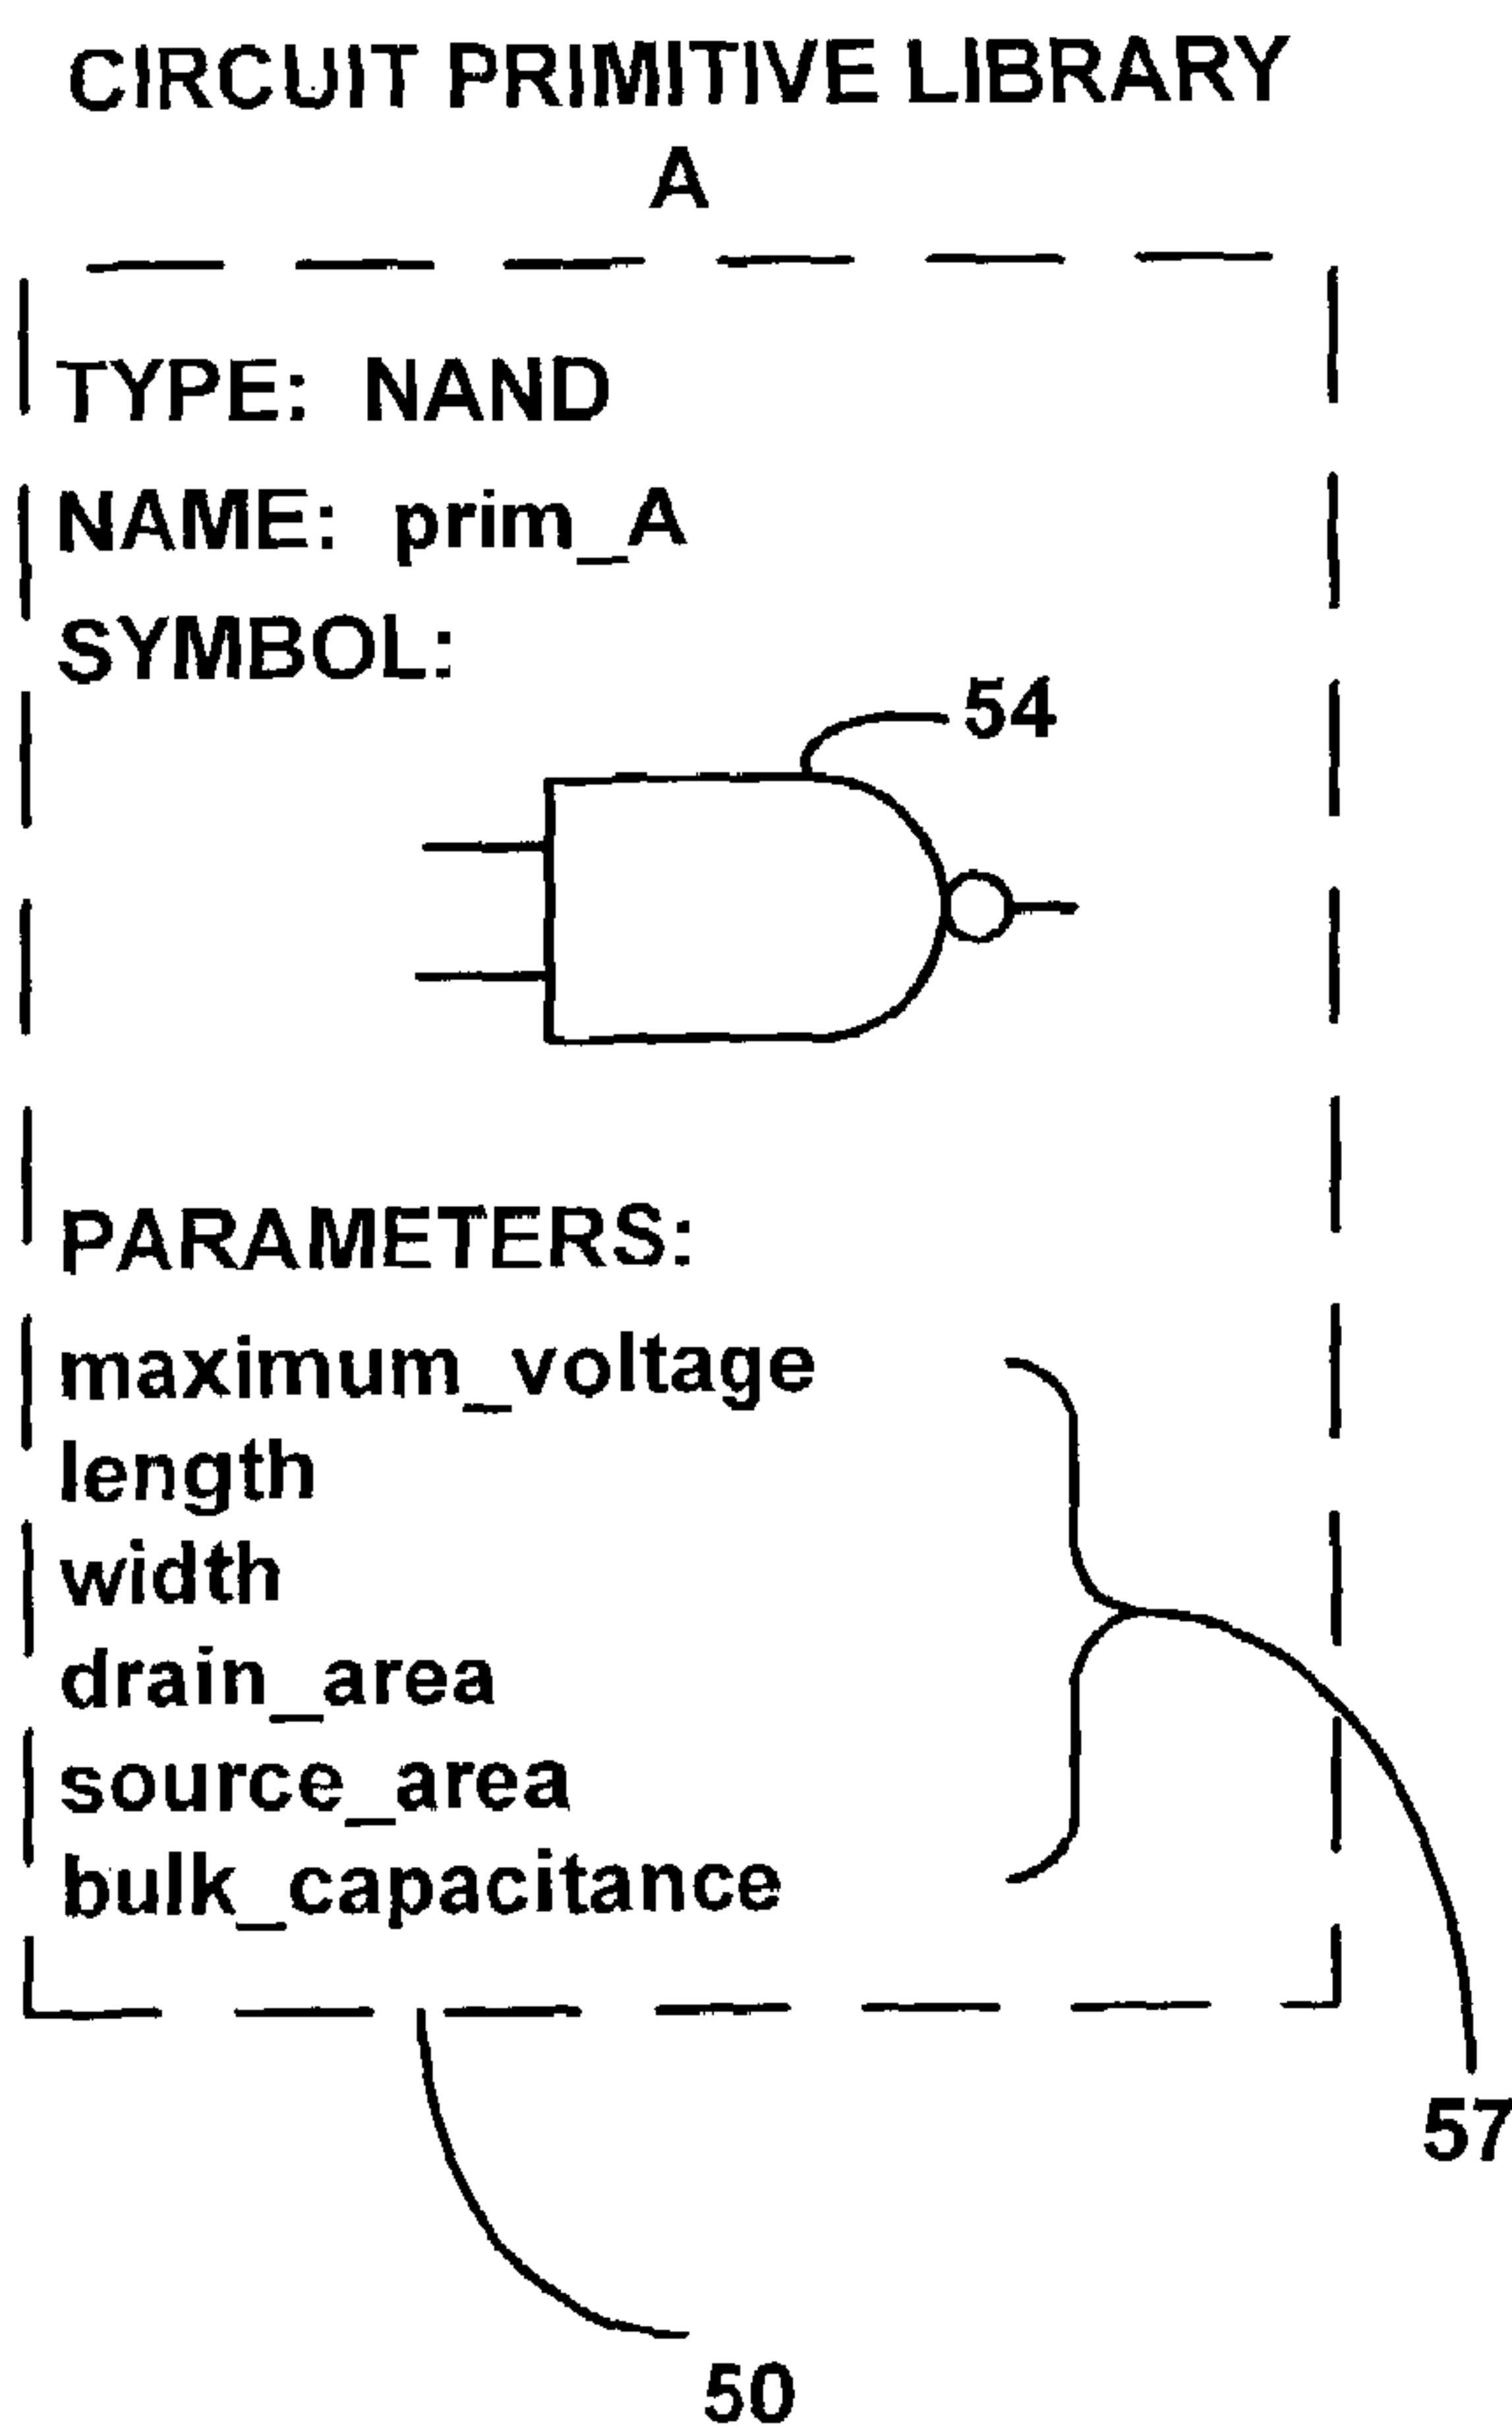 CIRCUIT PRIMITIVE LIBRARY
A
TYPE: NAND
NAME: prim_A
SYMBOL:
54
PARAMETERS:
maximum_voltage
length
width
drain_area
source_area
bulk_capacitance
57
50